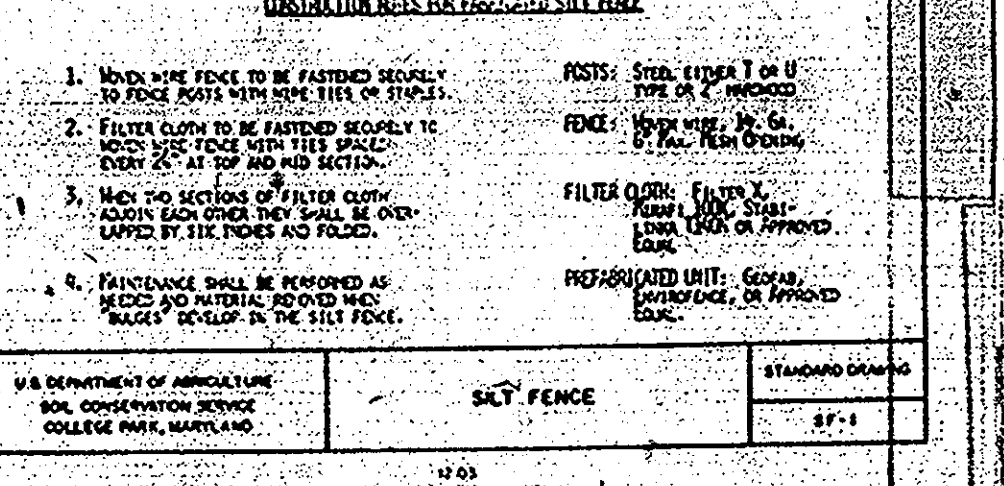 CONSTRUCTION NOTES FOR FABRICATED SILT FENCE
1. WOVEN WIRE FENCE TO BE FASTENED SECURELY
TO FENCE POSTS WITH WIRE TIES OR STAPLES.
2. FILTER CLOTH TO BE FASTENED SECURELY TO
WOVEN WIRE FENCE WITH TIES SPACED
EVERY 24" AT TOP AND MID SECTION.
3. WHEN TWO SECTIONS OF FILTER CLOTH
ADJOIN EACH OTHER THEY SHALL BE OVER-
LAPPED BY SIX INCHES AND FOLDED.
4. MAINTENANCE SHALL BE PERFORMED AS
NEEDED AND MATERIAL REMOVED WHEN
"BULGES" DEVELOP IN THE SILT FENCE.
POSTS: STEEL EITHER T OR U
TYPE OR 2" HARDWOOD
FENCE: WOVEN WIRE, 14 GA.
6" MAX. MESH OPENING
FILTER CLOTH: FILTER X,
MIRAFI 100X, STABI-
LINKA OR APPROVED
EQUAL
PREFABRICATED UNIT: GEOFAB,
ENVIROFENCE, OR APPROVED
EQUAL.
U.S. DEPARTMENT OF AGRICULTURE
SOIL CONSERVATION SERVICE
COLLEGE PARK, MARYLAND
SILT FENCE
STANDARD DRAWING
SF-1
12.03